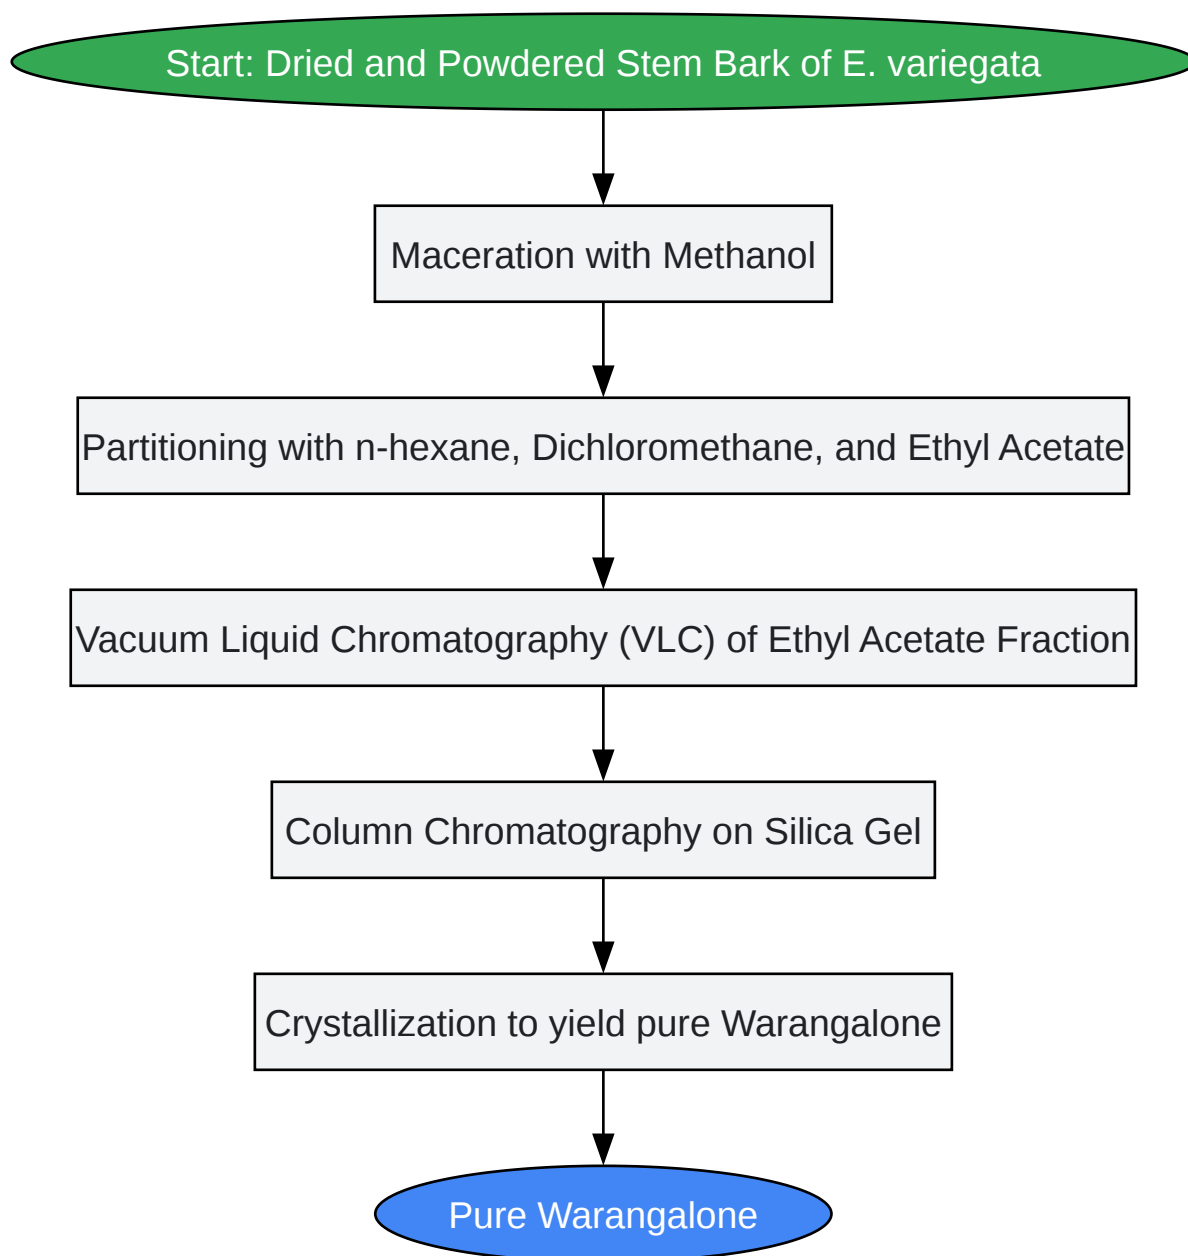 Start: Dried and Powdered Stem Bark of E. variegata
Maceration with Methanol
Partitioning with n-hexane, Dichloromethane, and Ethyl Acetate
Vacuum Liquid Chromatography (VLC) of Ethyl Acetate Fraction
Column Chromatography on Silica Gel
Crystallization to yield pure Warangalone
Pure Warangalone